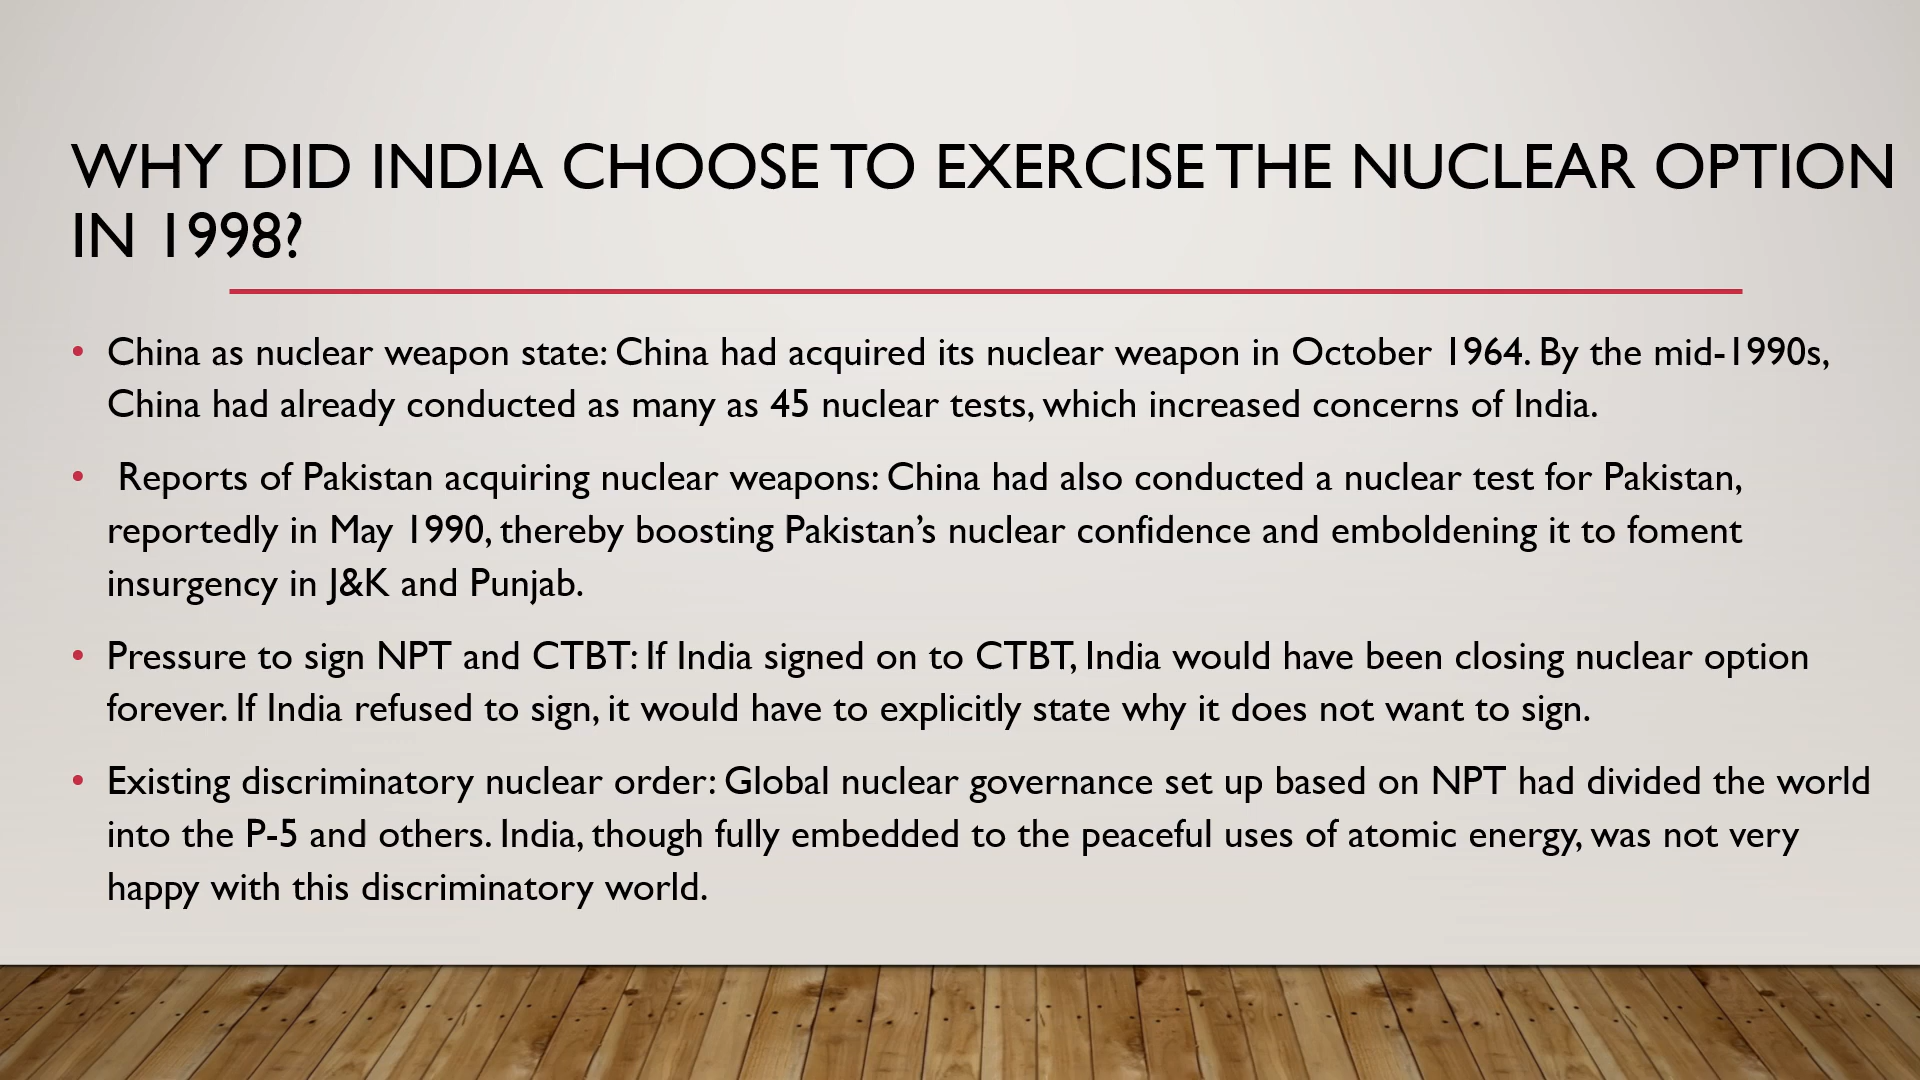 WHY DID INDIA CHOOSE TO EXERCISE THE NUCLEAR OPTION
IN 1998?
• China as nuclear weapon state: China had acquired its nuclear weapon in October 1964. By the mid-1990s,
China had already conducted as many as 45 nuclear tests, which increased concerns of India.
• Reports of Pakistan acquiring nuclear weapons: China had also conducted a nuclear test for Pakistan,
reportedly in May 1990, thereby boosting Pakistan’s nuclear confidence and emboldening it to foment
insurgency in J&K and Punjab.
• Pressure to sign NPT and CTBT: If India signed on to CTBT, India would have been closing nuclear option
forever. If India refused to sign, it would have to explicitly state why it does not want to sign.
• Existing discriminatory nuclear order: Global nuclear governance set up based on NPT had divided the world
into the P-5 and others. India, though fully embedded to the peaceful uses of atomic energy, was not very
happy with this discriminatory world.